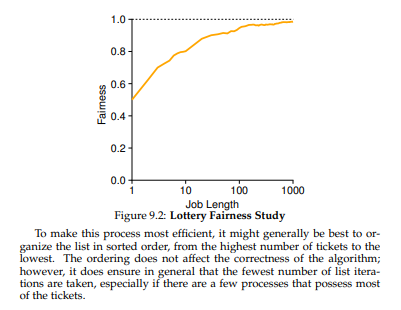 1.0
0.8
0.6
0.4
0.2
0.0
Fairness
1 10 100 1000
Job Length
Figure 9.2: Lottery Fairness Study
To make this process most efficient, it might generally be best to or-
ganize the list in sorted order, from the highest number of tickets to the
lowest. The ordering does not affect the correctness of the algorithm;
however, it does ensure in general that the fewest number of list itera-
tions are taken, especially if there are a few processes that possess most
of the tickets.